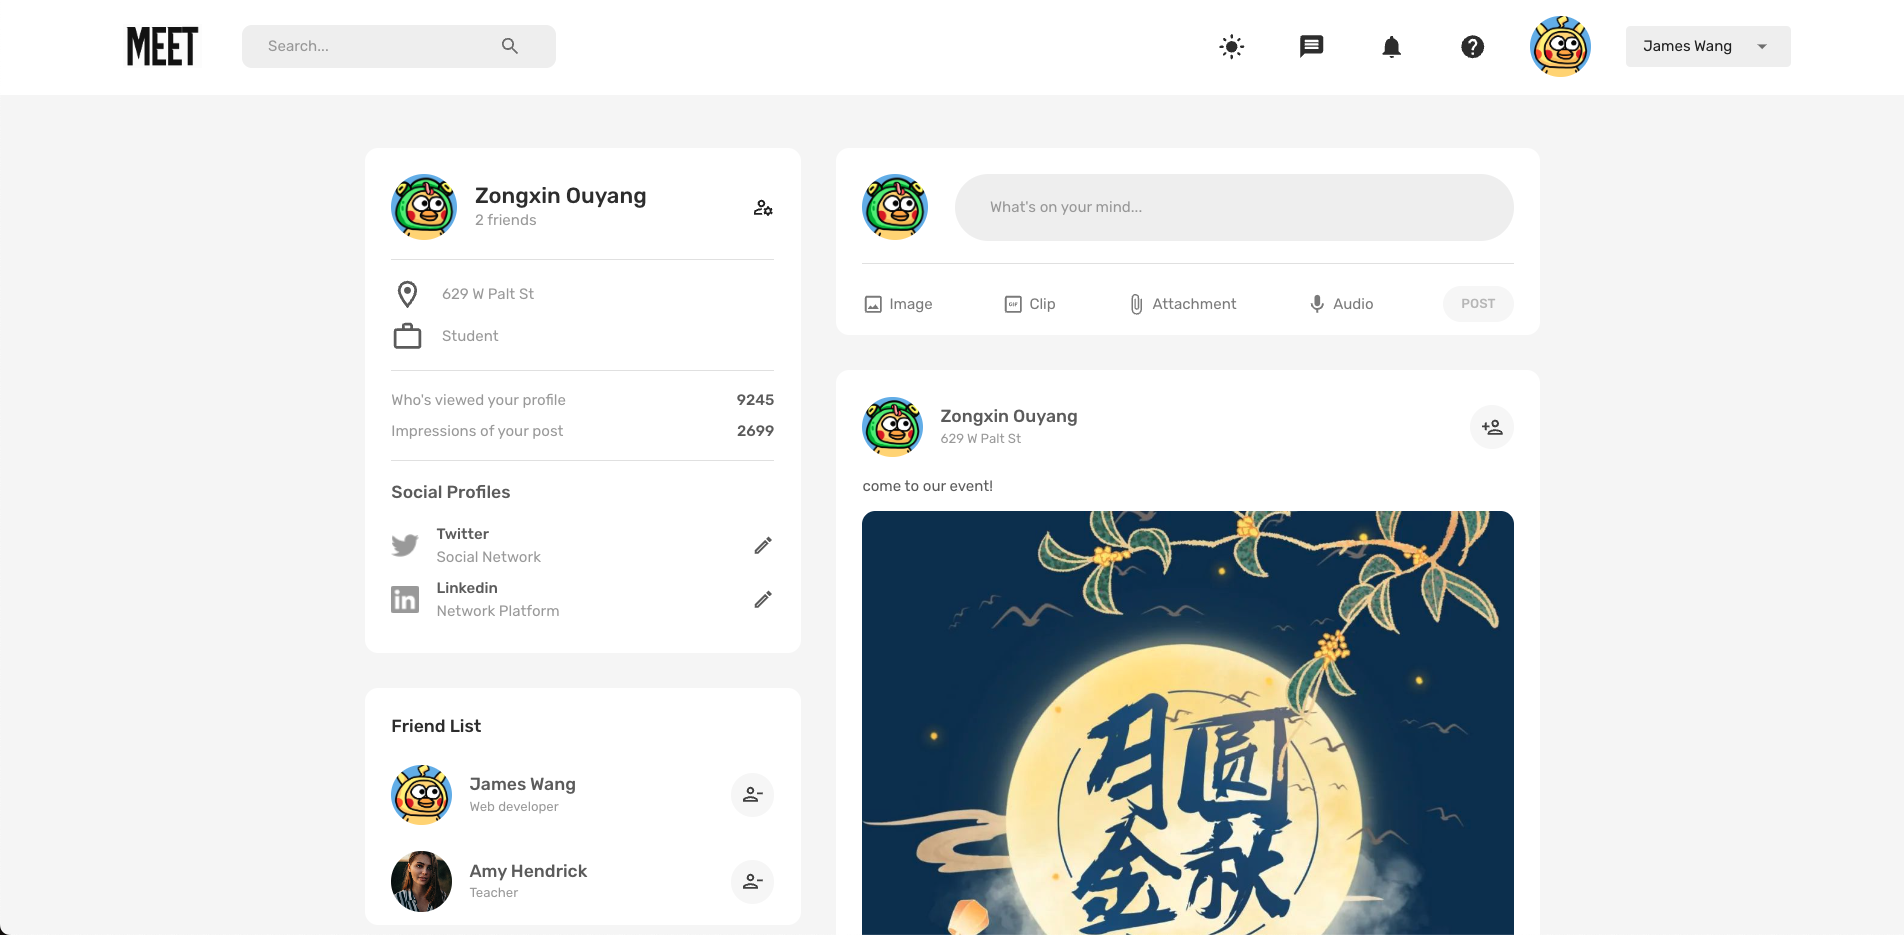 MEET
Search...
James Wang
Zongxin Ouyang
2 friends
629 W Palt St
Student
Who's viewed your profile 9245
Impressions of your post 2699
Social Profiles
Twitter
Social Network
Linkedin
Network Platform
Friend List
James Wang
Web developer
Amy Hendrick
Teacher
What's on your mind...
Image GIF Clip Attachment Audio POST
Zongxin Ouyang
629 W Palt St
come to our event!
月圆
金秋